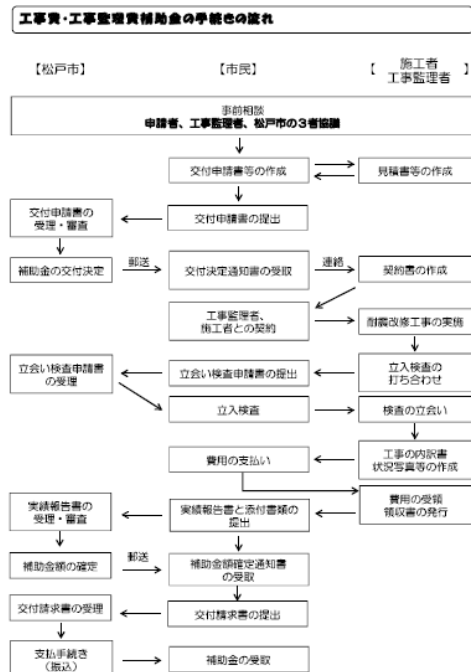 工事費・工事監理費補助金の手続きの流れ
【松戸市】
【市民】
【 施工者
工事監理者 】
事前相談
申請者、工事監理者、松戸市の3者協議
交付申請書等の作成
見積書等の作成
交付申請書の
受理・審査
交付申請書の提出
補助金の交付決定
郵送
交付決定通知書の受取
連絡
契約書の作成
工事監理者、
施工者との契約
耐震改修工事の実施
立会い検査申請書
の受理
立会い検査申請書の提出
立入検査の
打ち合わせ
立入検査
検査の立会い
費用の支払い
工事の内訳書
状況写真等の作成
費用の受領
領収書の発行
実績報告書の
受理・審査
実績報告書と添付書類の
提出
補助金額の確定
郵送
補助金額確定通知書
の受取
交付請求書の受理
交付請求書の提出
支払手続き
(振込)
補助金の受取